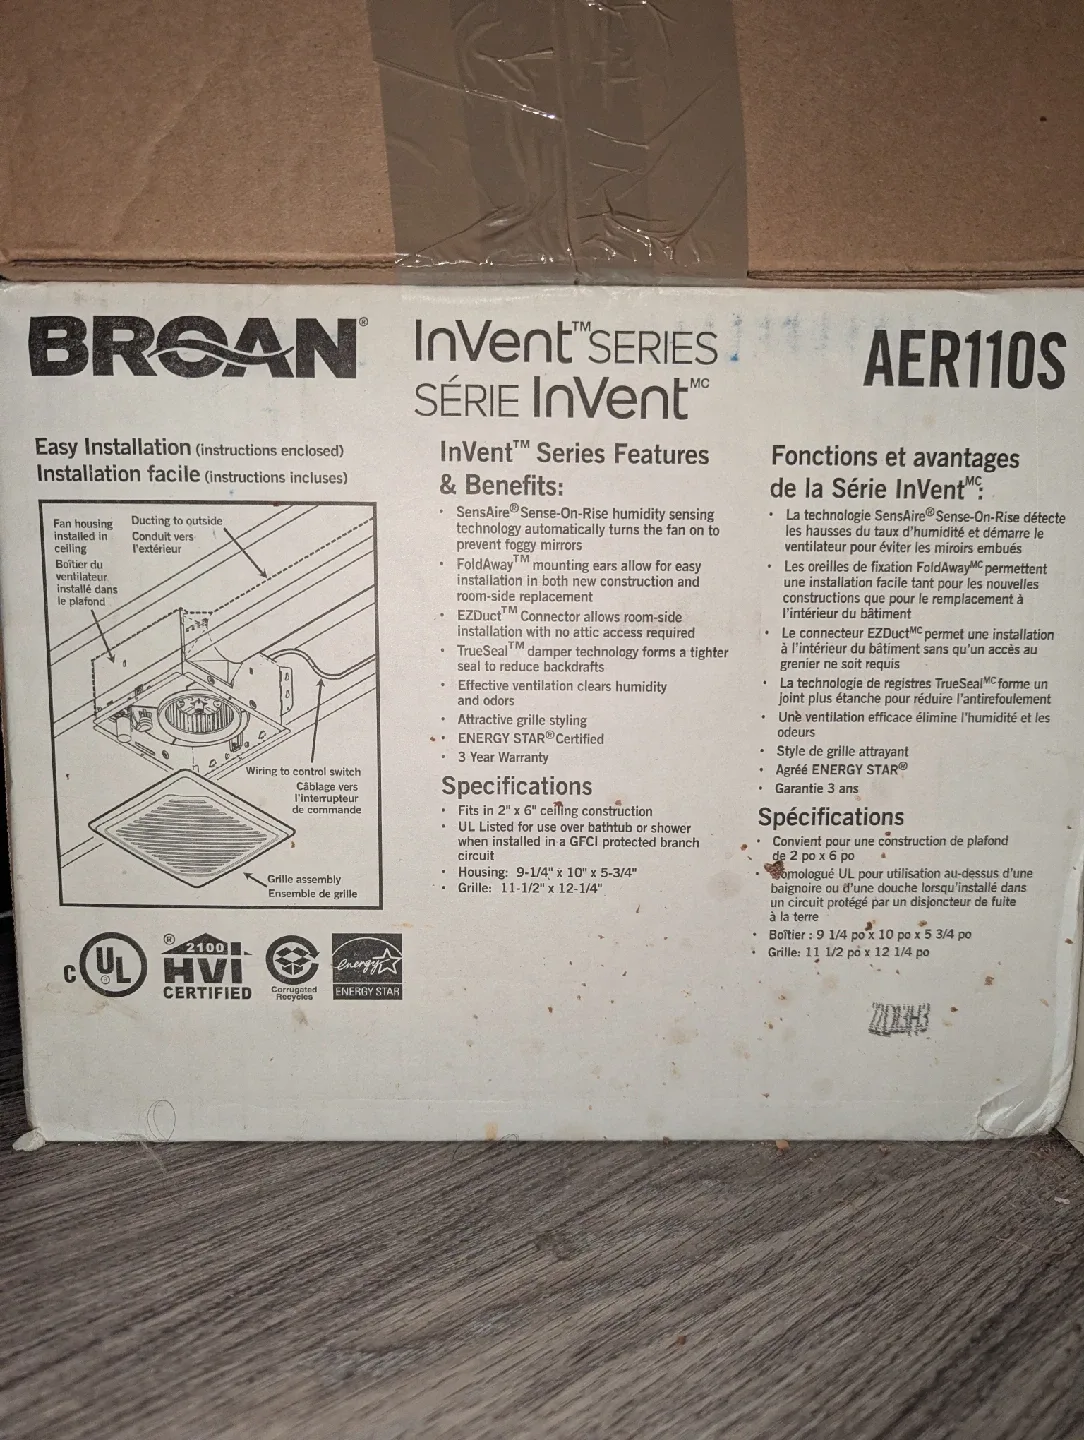 BROAN®
InVent™ SERIES
SÉRIE InVent MC
AER110S
Easy Installation (instructions enclosed)
Installation facile (instructions incluses)
Fan housing
installed in
ceiling
Boîtier du
ventilateur
installé dans
le plafond
Ducting to outside
Conduit vers
l'extérieur
Wiring to control switch
Câblage vers
l'interrupteur
de commande
Grille assembly
Ensemble de grille
C UL ®
® 2100
HVI
CERTIFIED
Corrugated
Recycles
energy
ENERGY STAR
InVent™ Series Features
& Benefits:
· SensAire® Sense-On-Rise humidity sensing
technology automatically turns the fan on to
prevent foggy mirrors
· FoldAway™ mounting ears allow for easy
installation in both new construction and
room-side replacement
· EZDuct™ Connector allows room-side
installation with no attic access required
· TrueSeal™ damper technology forms a tighter
seal to reduce backdrafts
· Effective ventilation clears humidity
and odors
· Attractive grille styling
· ENERGY STAR® Certified
· 3 Year Warranty
Specifications
· Fits in 2" x 6" ceiling construction
· UL Listed for use over bathtub or shower
when installed in a GFCI protected branch
circuit
· Housing: 9-1/4" x 10" x 5-3/4"
· Grille: 11-1/2" x 12-1/4"
Fonctions et avantages
de la Série InVent MC:
· La technologie SensAire® Sense-On-Rise détecte
les hausses du taux d'humidité et démarre le
ventilateur pour éviter les miroirs embués
· Les oreilles de fixation FoldAway MC permettent
une installation facile tant pour les nouvelles
constructions que pour le remplacement à
l'intérieur du bâtiment
· Le connecteur EZDuct MC permet une installation
à l'intérieur du bâtiment sans qu'un accès au
grenier ne soit requis
· La technologie de registres TrueSeal MC forme un
joint plus étanche pour réduire l'antirefoulement
· Une ventilation efficace élimine l'humidité et les
odeurs
· Style de grille attrayant
· Agréé ENERGY STAR®
· Garantie 3 ans
Spécifications
· Convient pour une construction de plafond
de 2 po x 6 po
· Homologué UL pour utilisation au-dessus d'une
baignoire ou d'une douche lorsqu'installé dans
un circuit protégé par un disjoncteur de fuite
à la terre
· Boîtier : 9 1/4 po x 10 po x 5 3/4 po
· Grille: 11 1/2 po x 12 1/4 po